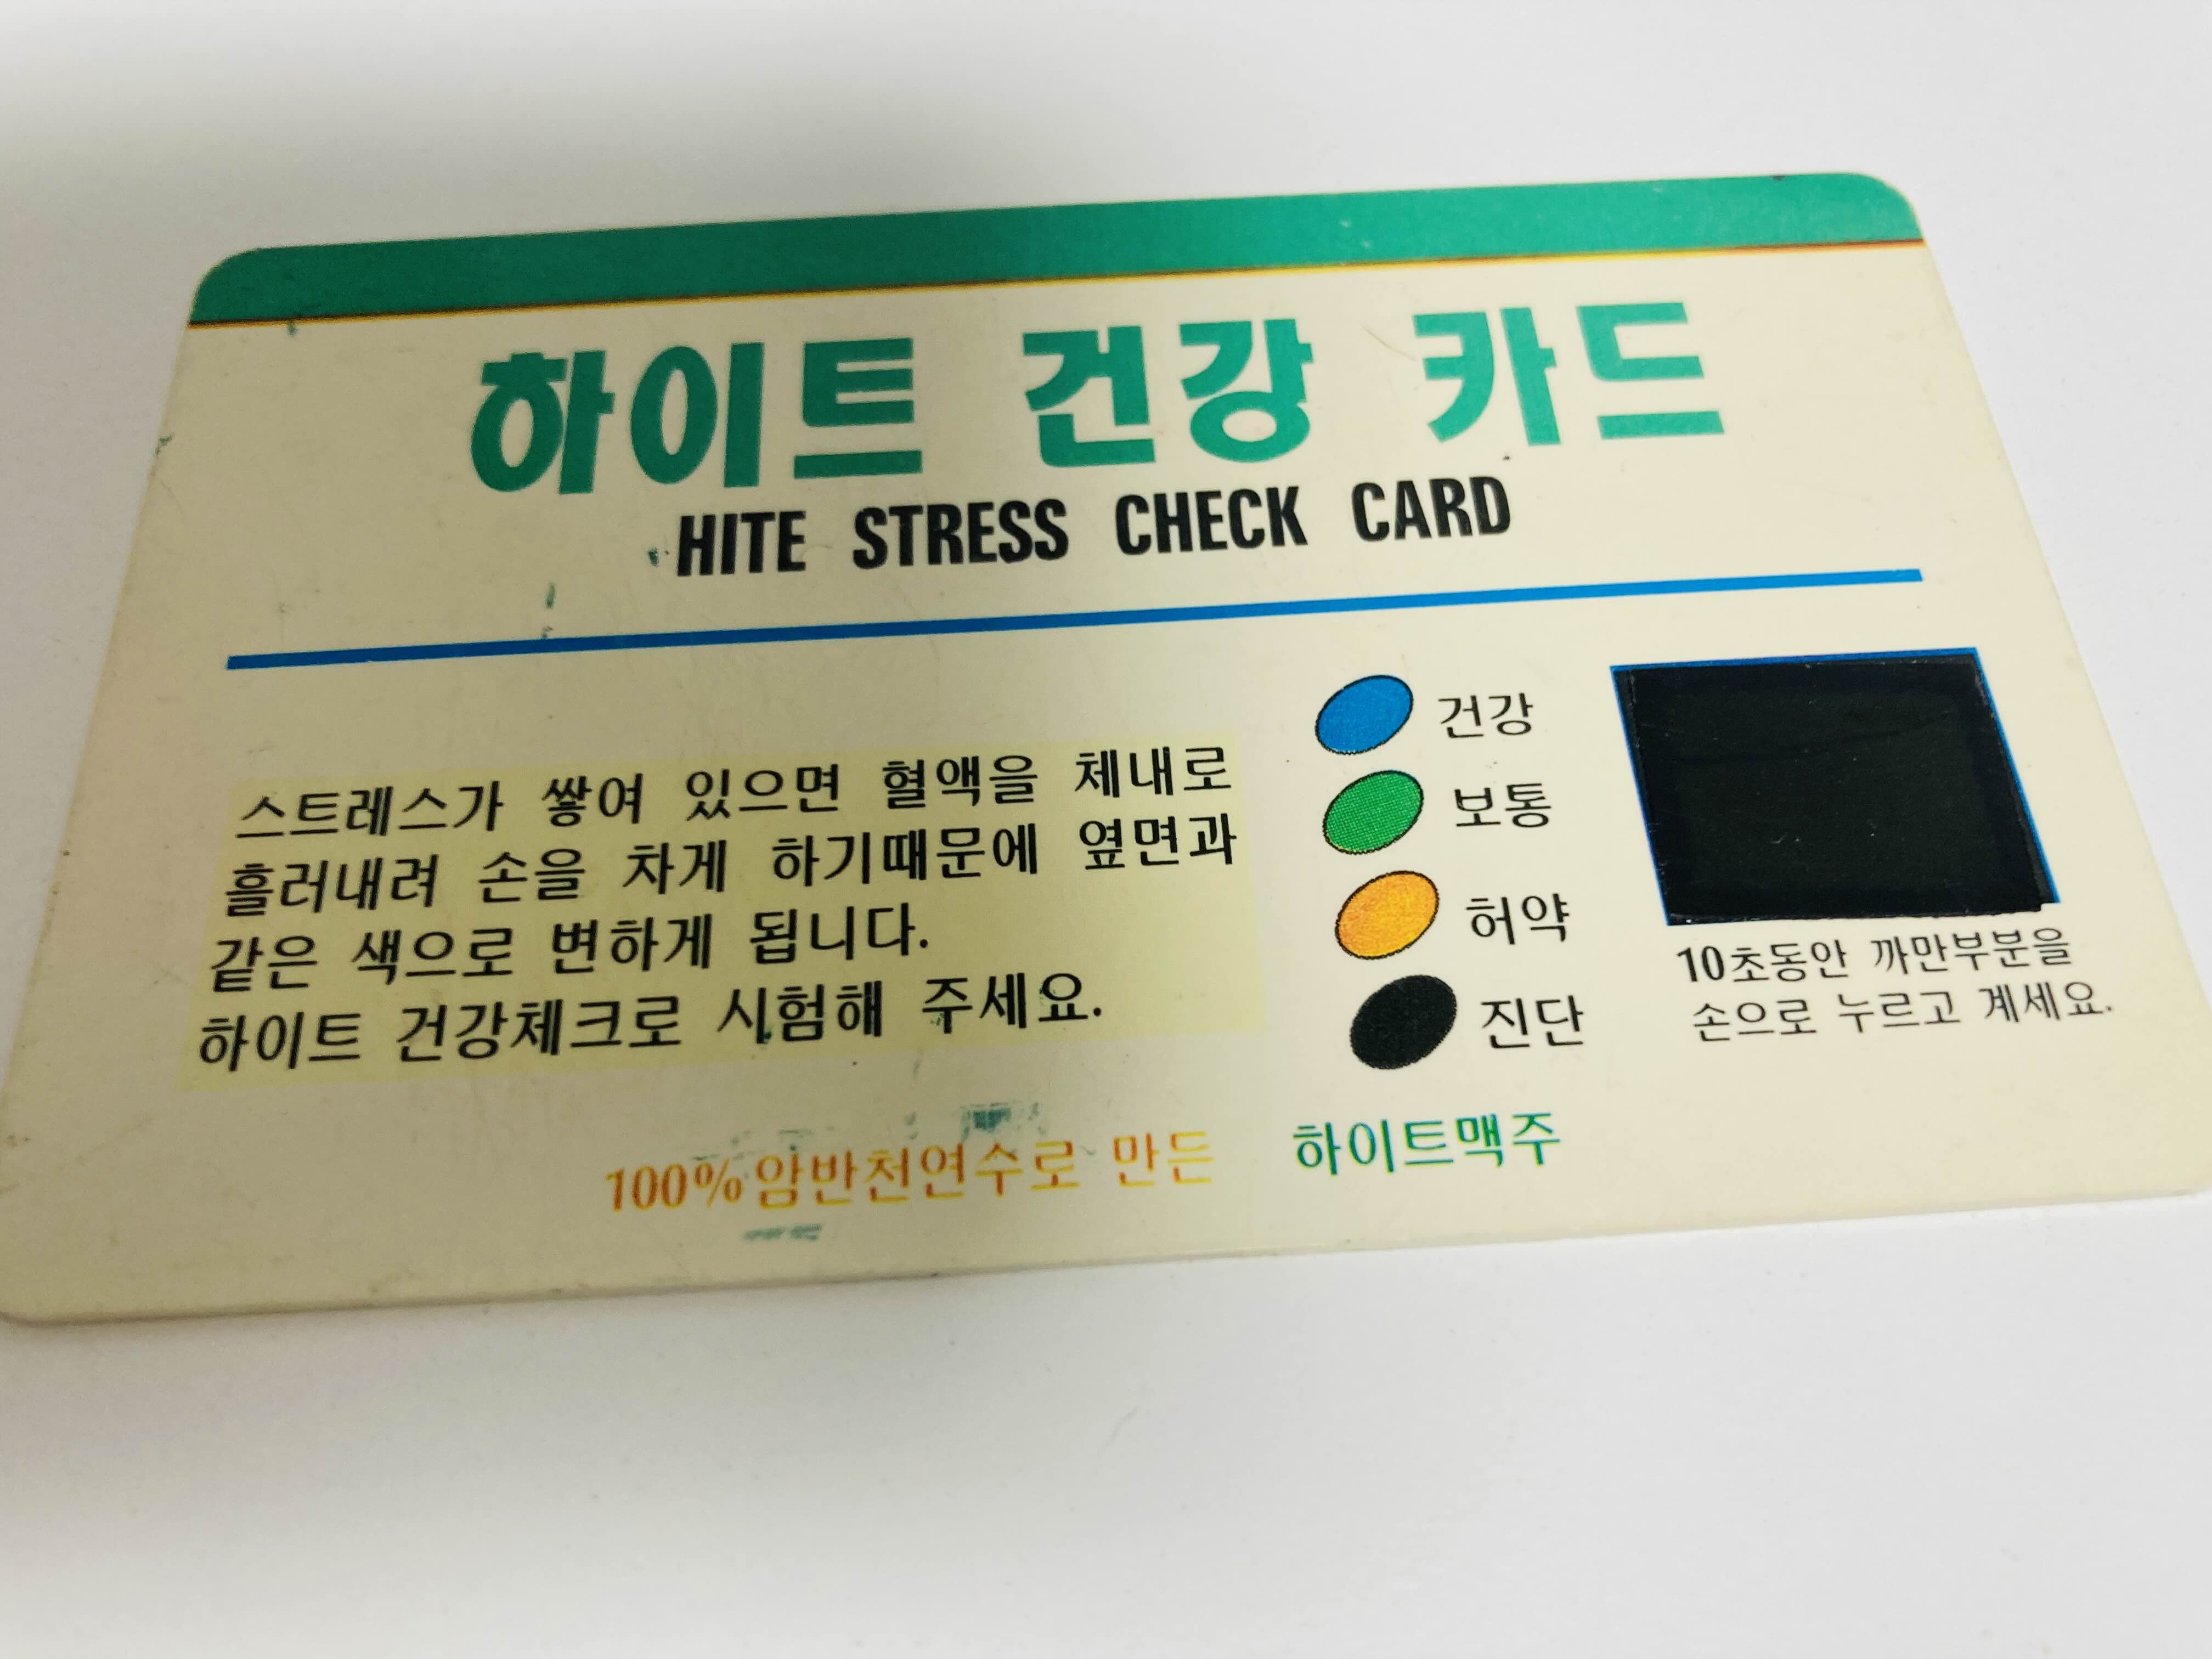 하이트 건강 카드
HITE STRESS CHECK CARD
스트레스가 쌓여 있으면 혈액을 체내로
흘러내려 손을 차게 하기때문에 옆면과
같은 색으로 변하게 됩니다.
하이트 건강체크로 시험해 주세요.
건강
보통
허약
진단
10초동안 까만부분을
손으로 누르고 계세요.
100%암반천연수로 만든 하이트맥주